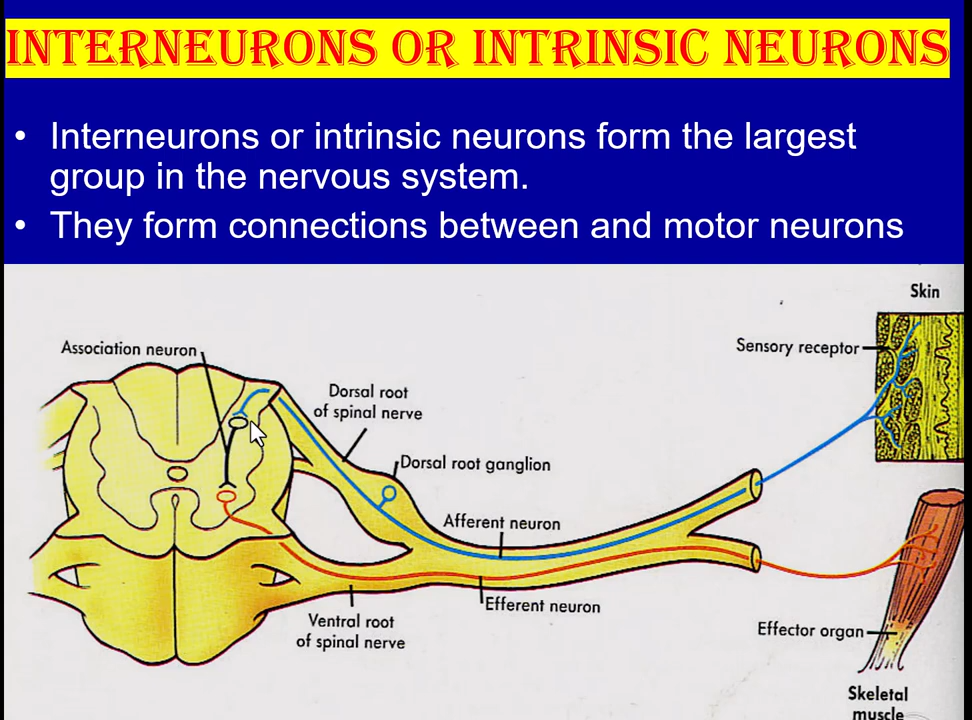 INTERNEURONS OR INTRINSIC NEURONS
• Interneurons or intrinsic neurons form the largest
group in the nervous system.
• They form connections between and motor neurons
Skin
Association neuron
Sensory receptor
Dorsal root
of spinal nerve
Dorsal root ganglion
Afferent neuron
Efferent neuron
Ventral root
of spinal nerve
Effector organ
Skeletal
muscle